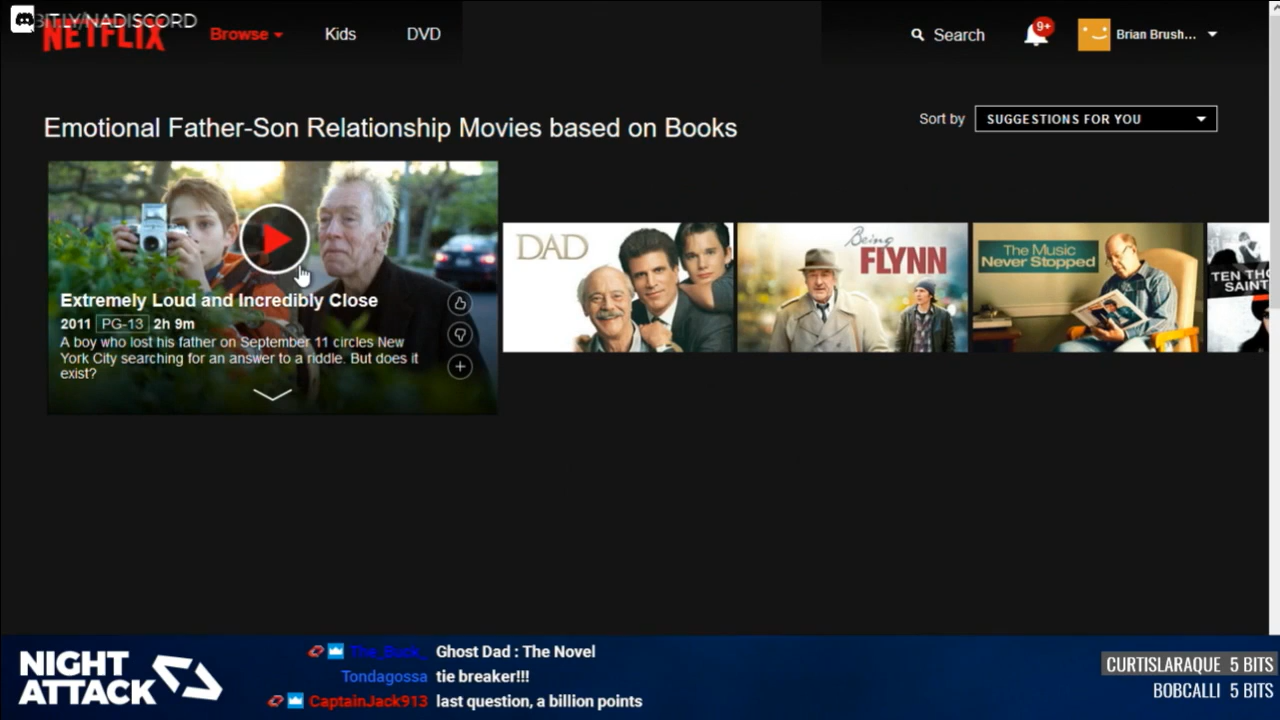 BIT.LY/NADISCORD
NETFLIX
Browse
Kids
DVD
Search
9+
Brian Brush...
Emotional Father-Son Relationship Movies based on Books
Sort by
SUGGESTIONS FOR YOU
Extremely Loud and Incredibly Close
2011 PG-13 2h 9m
A boy who lost his father on September 11 circles New
York City searching for an answer to a riddle. But does it
exist?
DAD
Being
FLYNN
The Music
Never Stopped
TEN THO
SAINT
NIGHT
ATTACK
The_Buck_ Ghost Dad : The Novel
Tondagossa tie breaker!!!
CaptainJack913 last question, a billion points
CURTISLARAQUE 5 BITS
BOBCALLI 5 BITS